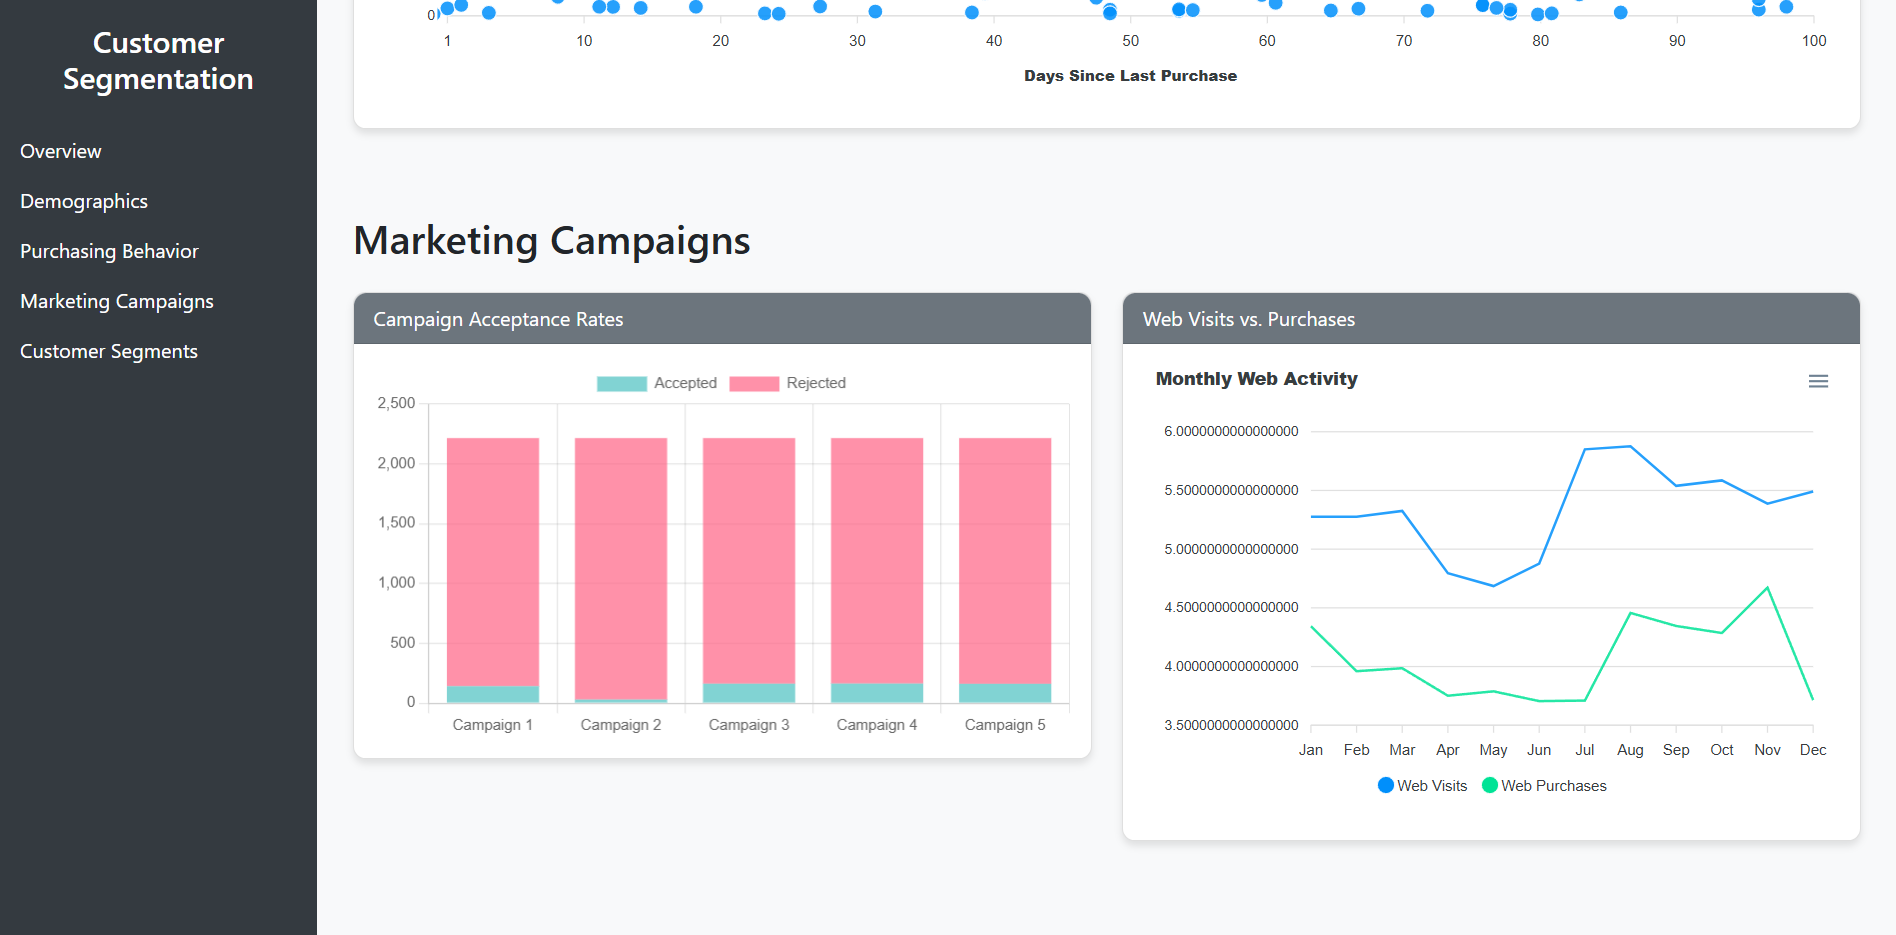 Customer
Segmentation
Overview
Demographics
Purchasing Behavior
Marketing Campaigns
Customer Segments
0
1 10 20 30 40 50 60 70 80 90 100
Days Since Last Purchase
Marketing Campaigns
Campaign Acceptance Rates
Accepted Rejected
2,500
2,000
1,500
1,000
500
0
Campaign 1 Campaign 2 Campaign 3 Campaign 4 Campaign 5
Web Visits vs. Purchases
Monthly Web Activity
6.0000000000000000
5.5000000000000000
5.0000000000000000
4.5000000000000000
4.0000000000000000
3.5000000000000000
Jan Feb Mar Apr May Jun Jul Aug Sep Oct Nov Dec
Web Visits Web Purchases